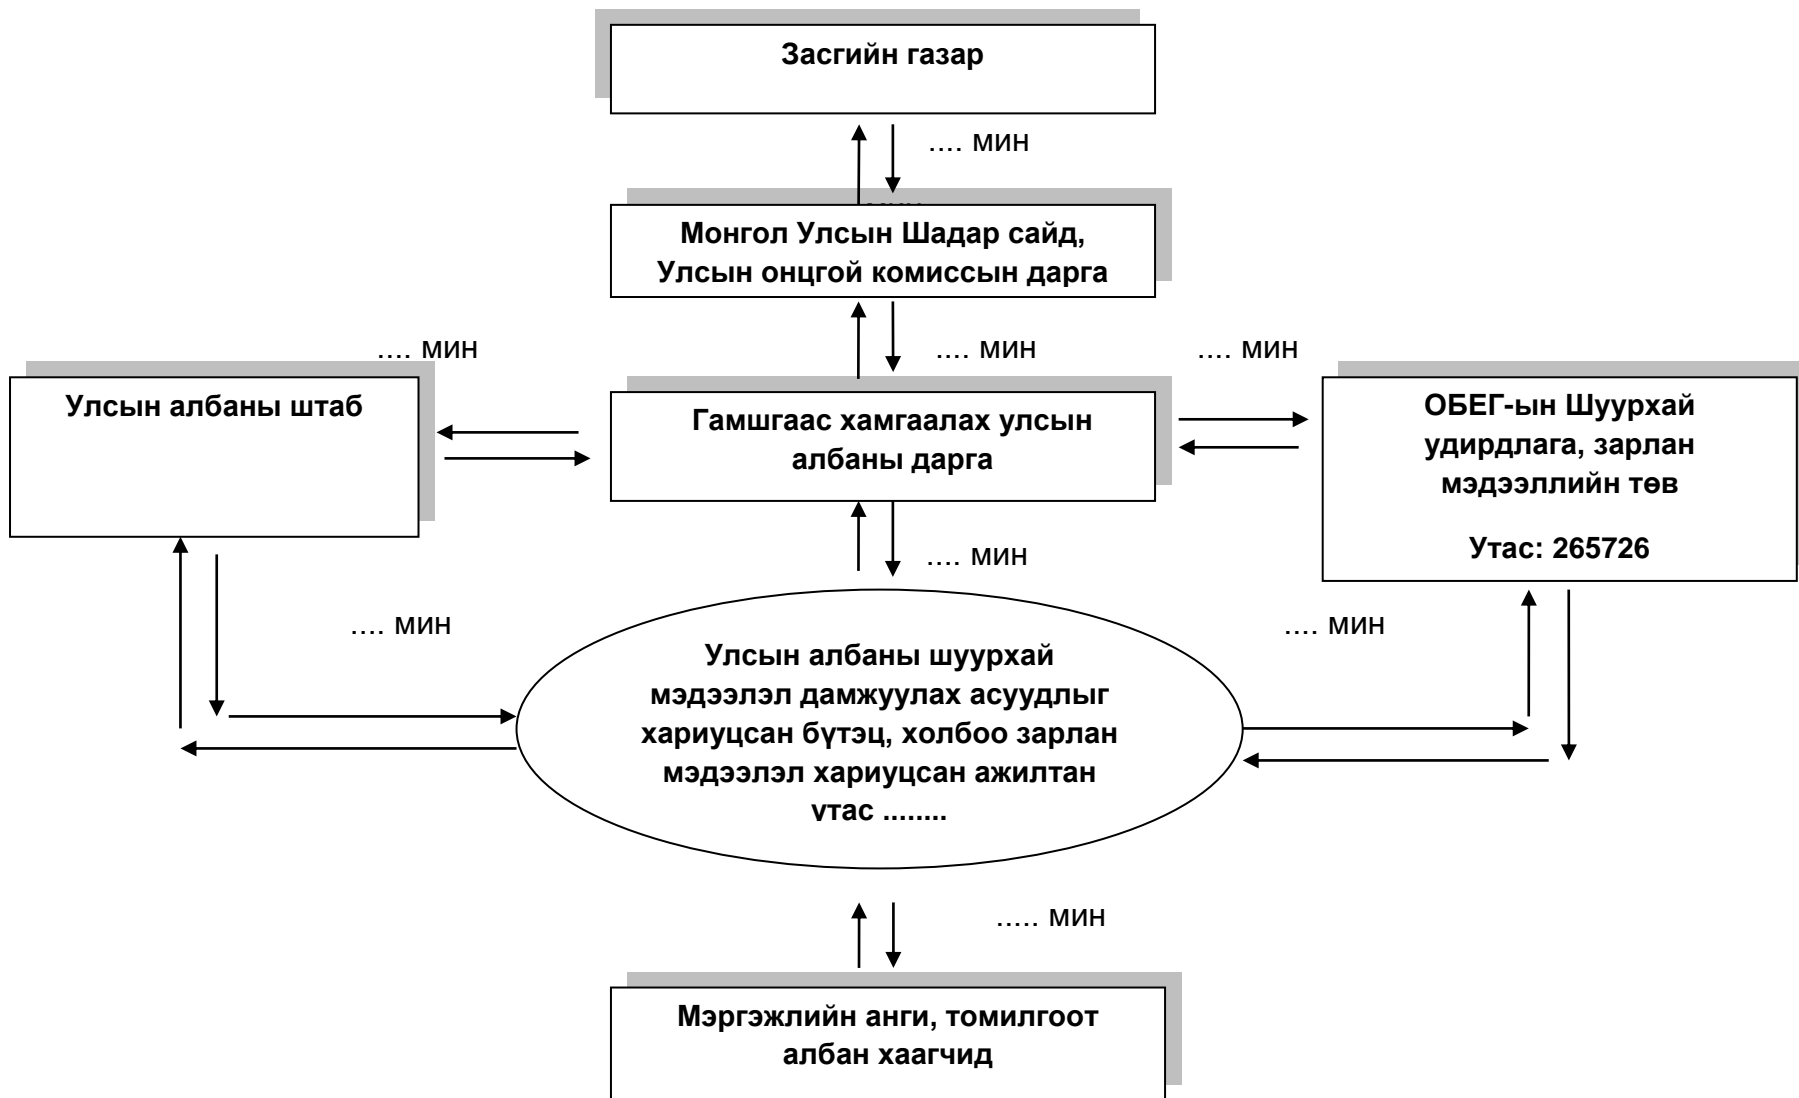 Засгийн газар
.... мин
Монгол Улсын Шадар сайд,
Улсын онцгой комиссын дарга
.... мин
.... мин
.... мин
Улсын албаны штаб
Гамшгаас хамгаалах улсын
албаны дарга
ОБЕГ-ын Шуурхай
удирдлага, зарлан
мэдээллийн төв
Утас: 265726
.... мин
.... мин
.... мин
Улсын албаны шуурхай
мэдээлэл дамжуулах асуудлыг
хариуцсан бүтэц, холбоо зарлан
мэдээлэл хариуцсан ажилтан
утас ........
..... мин
Мэргэжлийн анги, томилгоот
албан хаагчид